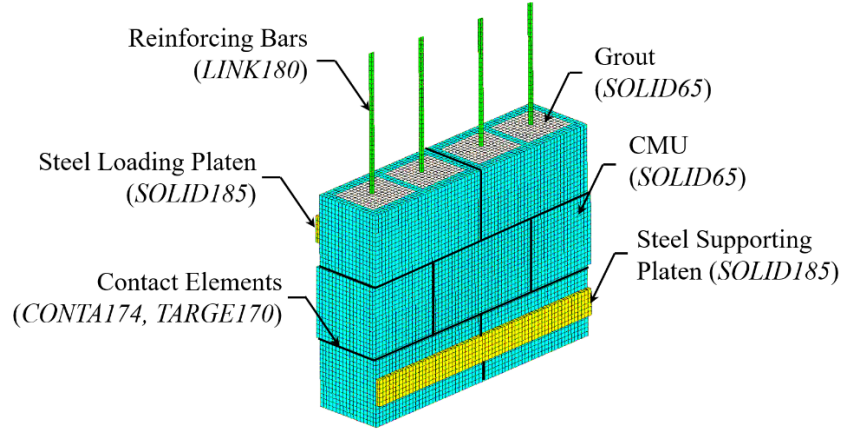 Reinforcing Bars
(LINK180)
Grout
(SOLID65)
Steel Loading Platen
(SOLID185)
CMU
(SOLID65)
Steel Supporting
Platen (SOLID185)
Contact Elements
(CONTA174, TARGE170)